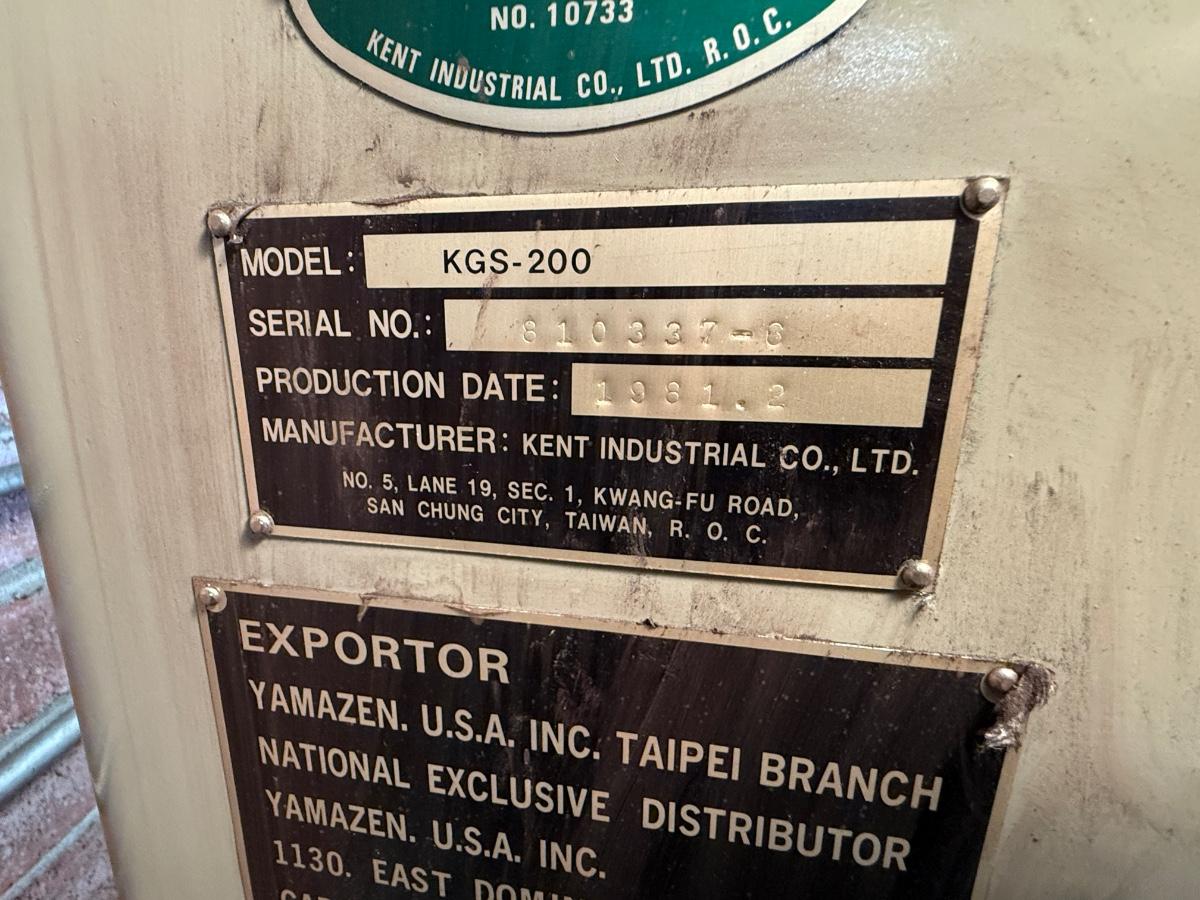 NO. 10733
KENT INDUSTRIAL CO., LTD. R.O.C.
MODEL: KGS-200
SERIAL NO.: 810337-6
PRODUCTION DATE: 1981.2
MANUFACTURER: KENT INDUSTRIAL CO., LTD.
NO. 5, LANE 19, SEC. 1, KWANG-FU ROAD,
SAN CHUNG CITY, TAIWAN, R. O. C.
EXPORTOR
YAMAZEN. U.S.A. INC. TAIPEI BRANCH
NATIONAL EXCLUSIVE DISTRIBUTOR
YAMAZEN. U.S.A. INC.
1130. EAST